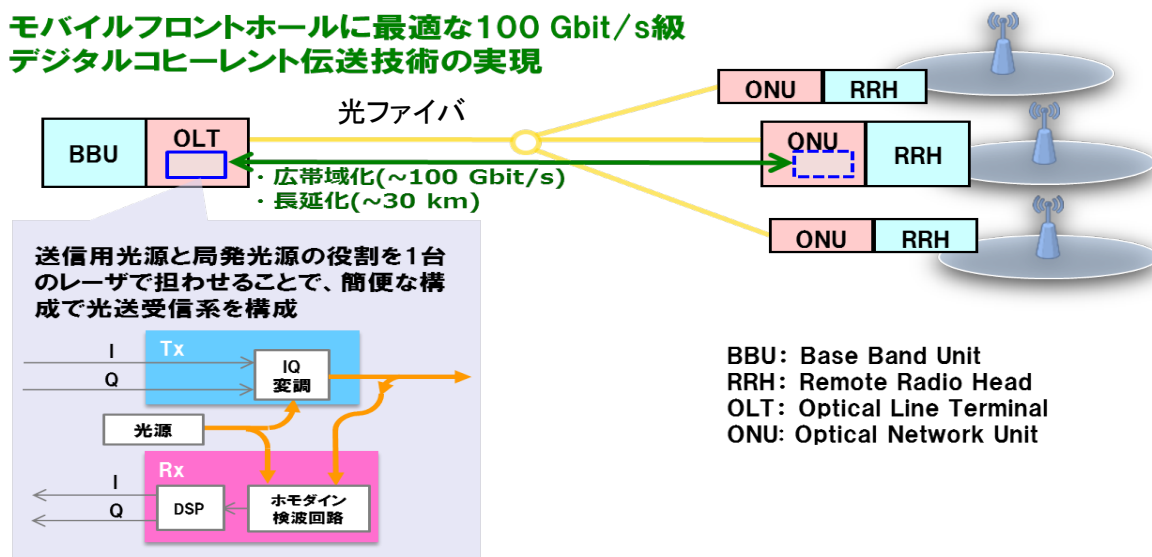 モバイルフロントホールに最適な100 Gbit/s級
デジタルコヒーレント伝送技術の実現
光ファイバ
BBU
OLT
ONU
RRH
ONU
RRH
ONU
RRH
・広帯域化(~100 Gbit/s)
・長延化(~30 km)
送信用光源と局発光源の役割を1台
のレーザで担わせることで、簡便な構
成で光送受信系を構成
I
Q
Tx
IQ
変調
光源
Rx
I
Q
DSP
ホモダイン
検波回路
BBU: Base Band Unit
RRH: Remote Radio Head
OLT: Optical Line Terminal
ONU: Optical Network Unit